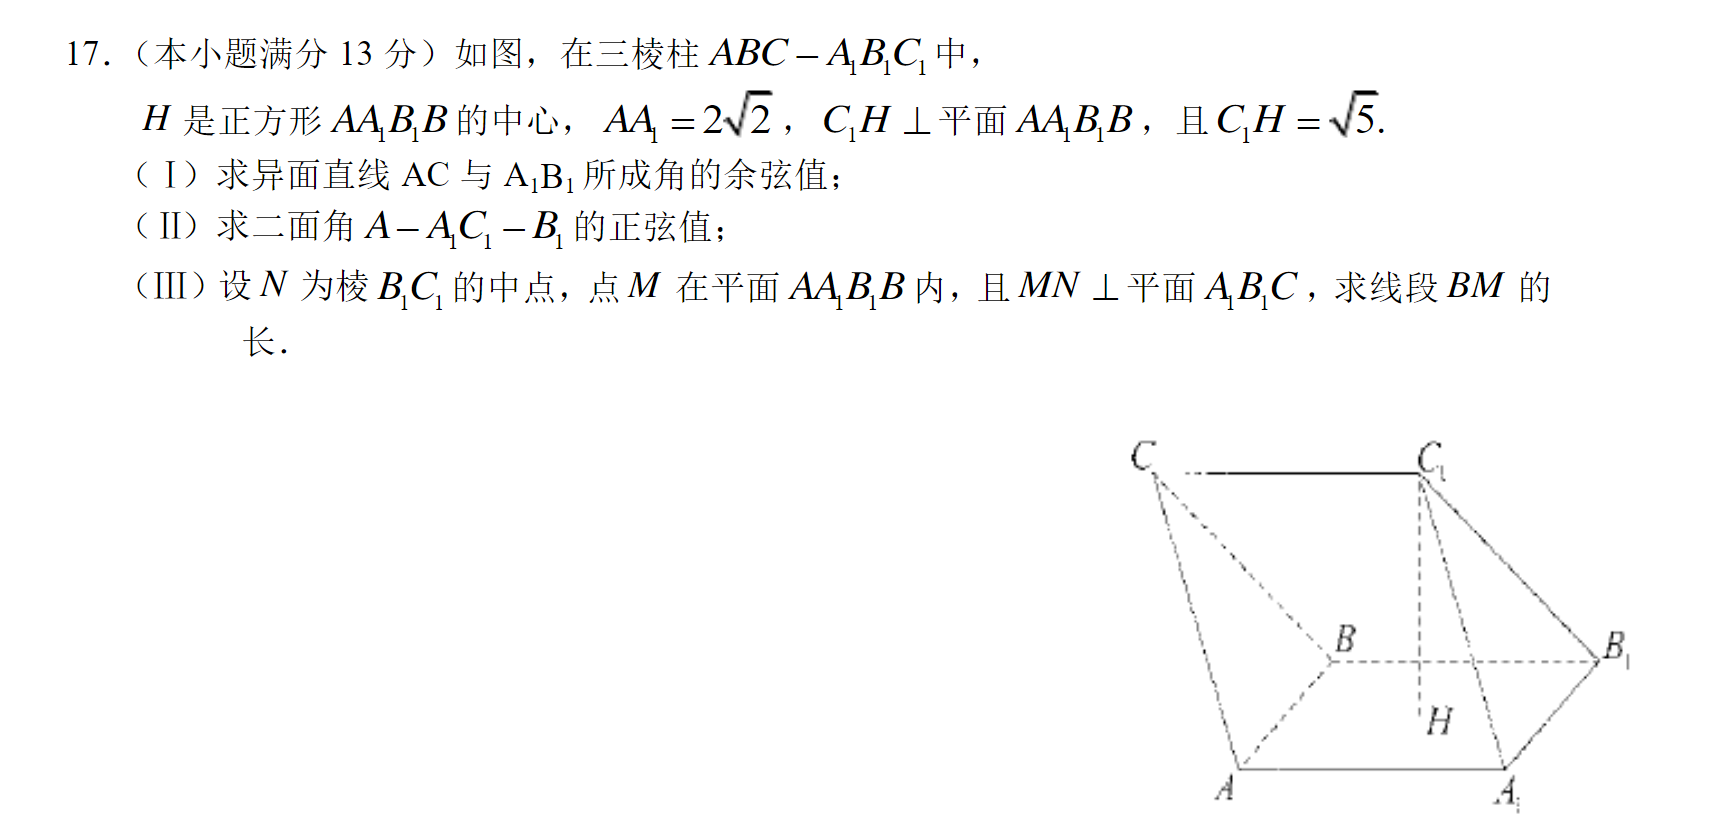 17.（本小题满分 13 分）如图，在三棱柱 ABC－A₁B₁C₁ 中，
H 是正方形 AA₁B₁B 的中心，AA₁ = 2√2，C₁H ⊥ 平面 AA₁B₁B，且 C₁H = √5.
（Ⅰ）求异面直线 AC 与 A₁B₁ 所成角的余弦值；
（Ⅱ）求二面角 A－A₁C₁－B₁ 的正弦值；
（Ⅲ）设 N 为棱 B₁C₁ 的中点，点 M 在平面 AA₁B₁B 内，且 MN ⊥ 平面 A₁B₁C，求线段 BM 的
长．
C
C₁
B
B₁
H
A
A₁